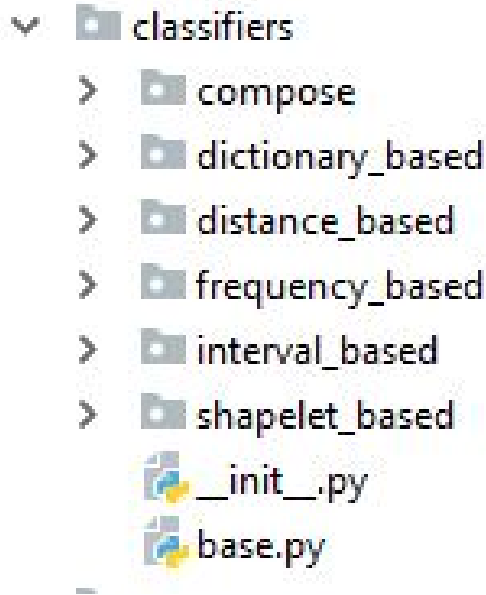 classifiers
compose
dictionary_based
distance_based
frequency_based
interval_based
shapelet_based
__init__.py
base.py